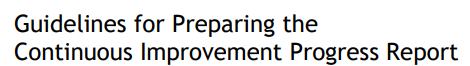 Guidelines for Preparing the
Continuous Improvement Progress Report